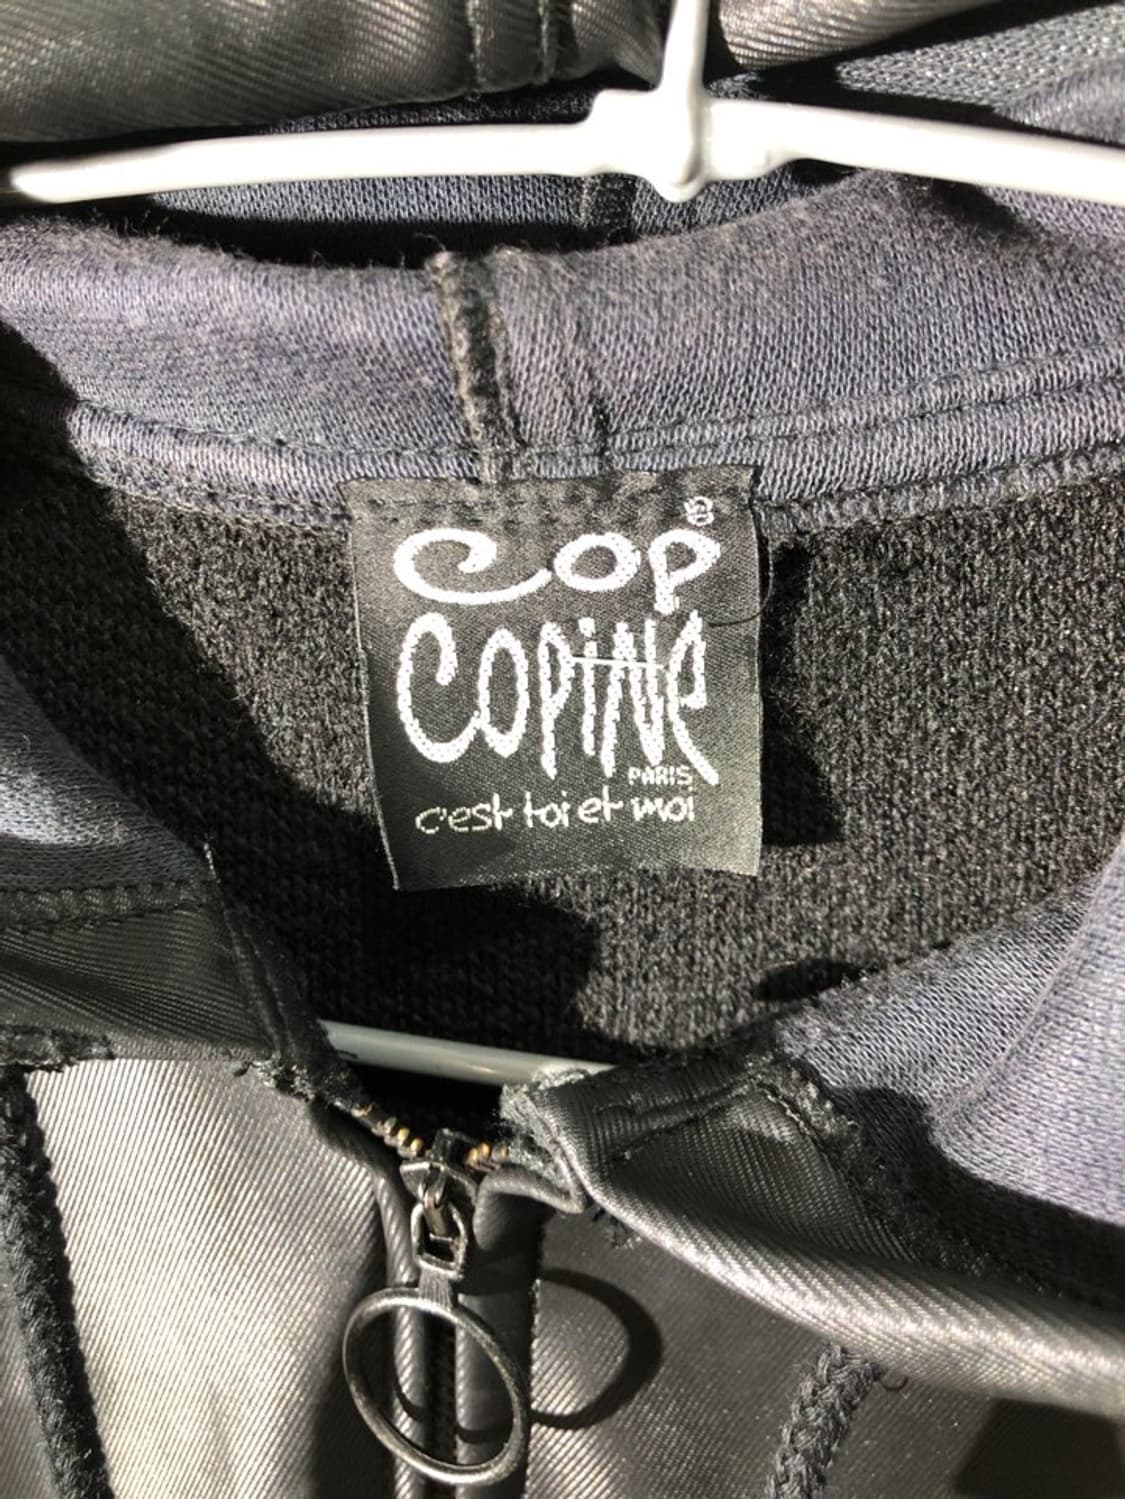 cop®
COPiNe
PARIS
c'est toi et moi